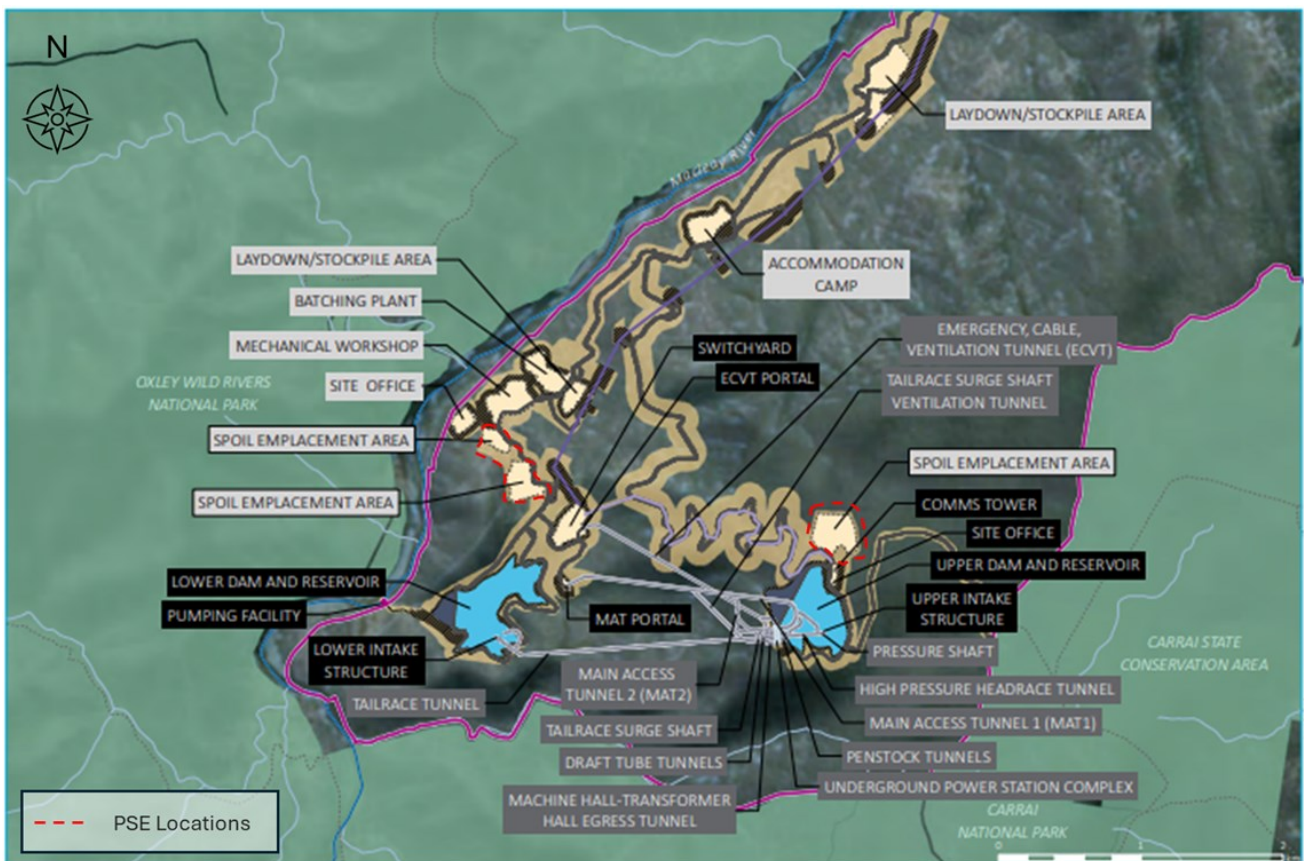 N
Macleay River
LAYDOWN/STOCKPILE AREA
LAYDOWN/STOCKPILE AREA
ACCOMMODATION
CAMP
BATCHING PLANT
MECHANICAL WORKSHOP
SWITCHYARD
EMERGENCY, CABLE,
VENTILATION TUNNEL (ECVT)
SITE OFFICE
ECVT PORTAL
TAILRACE SURGE SHAFT
VENTILATION TUNNEL
OXLEY WILD RIVERS
NATIONAL PARK
SPOIL EMPLACEMENT AREA
SPOIL EMPLACEMENT AREA
SPOIL EMPLACEMENT AREA
COMMS TOWER
SITE OFFICE
LOWER DAM AND RESERVOIR
UPPER DAM AND RESERVOIR
PUMPING FACILITY
MAT PORTAL
UPPER INTAKE
STRUCTURE
LOWER INTAKE
STRUCTURE
PRESSURE SHAFT
CARRAI STATE
CONSERVATION AREA
MAIN ACCESS
TUNNEL 2 (MAT2)
HIGH PRESSURE HEADRACE TUNNEL
TAILRACE TUNNEL
MAIN ACCESS TUNNEL 1 (MAT1)
TAILRACE SURGE SHAFT
PENSTOCK TUNNELS
DRAFT TUBE TUNNELS
UNDERGROUND POWER STATION COMPLEX
MACHINE HALL-TRANSFORMER
HALL EGRESS TUNNEL
CARRAI
NATIONAL PARK
PSE Locations
0 1 2